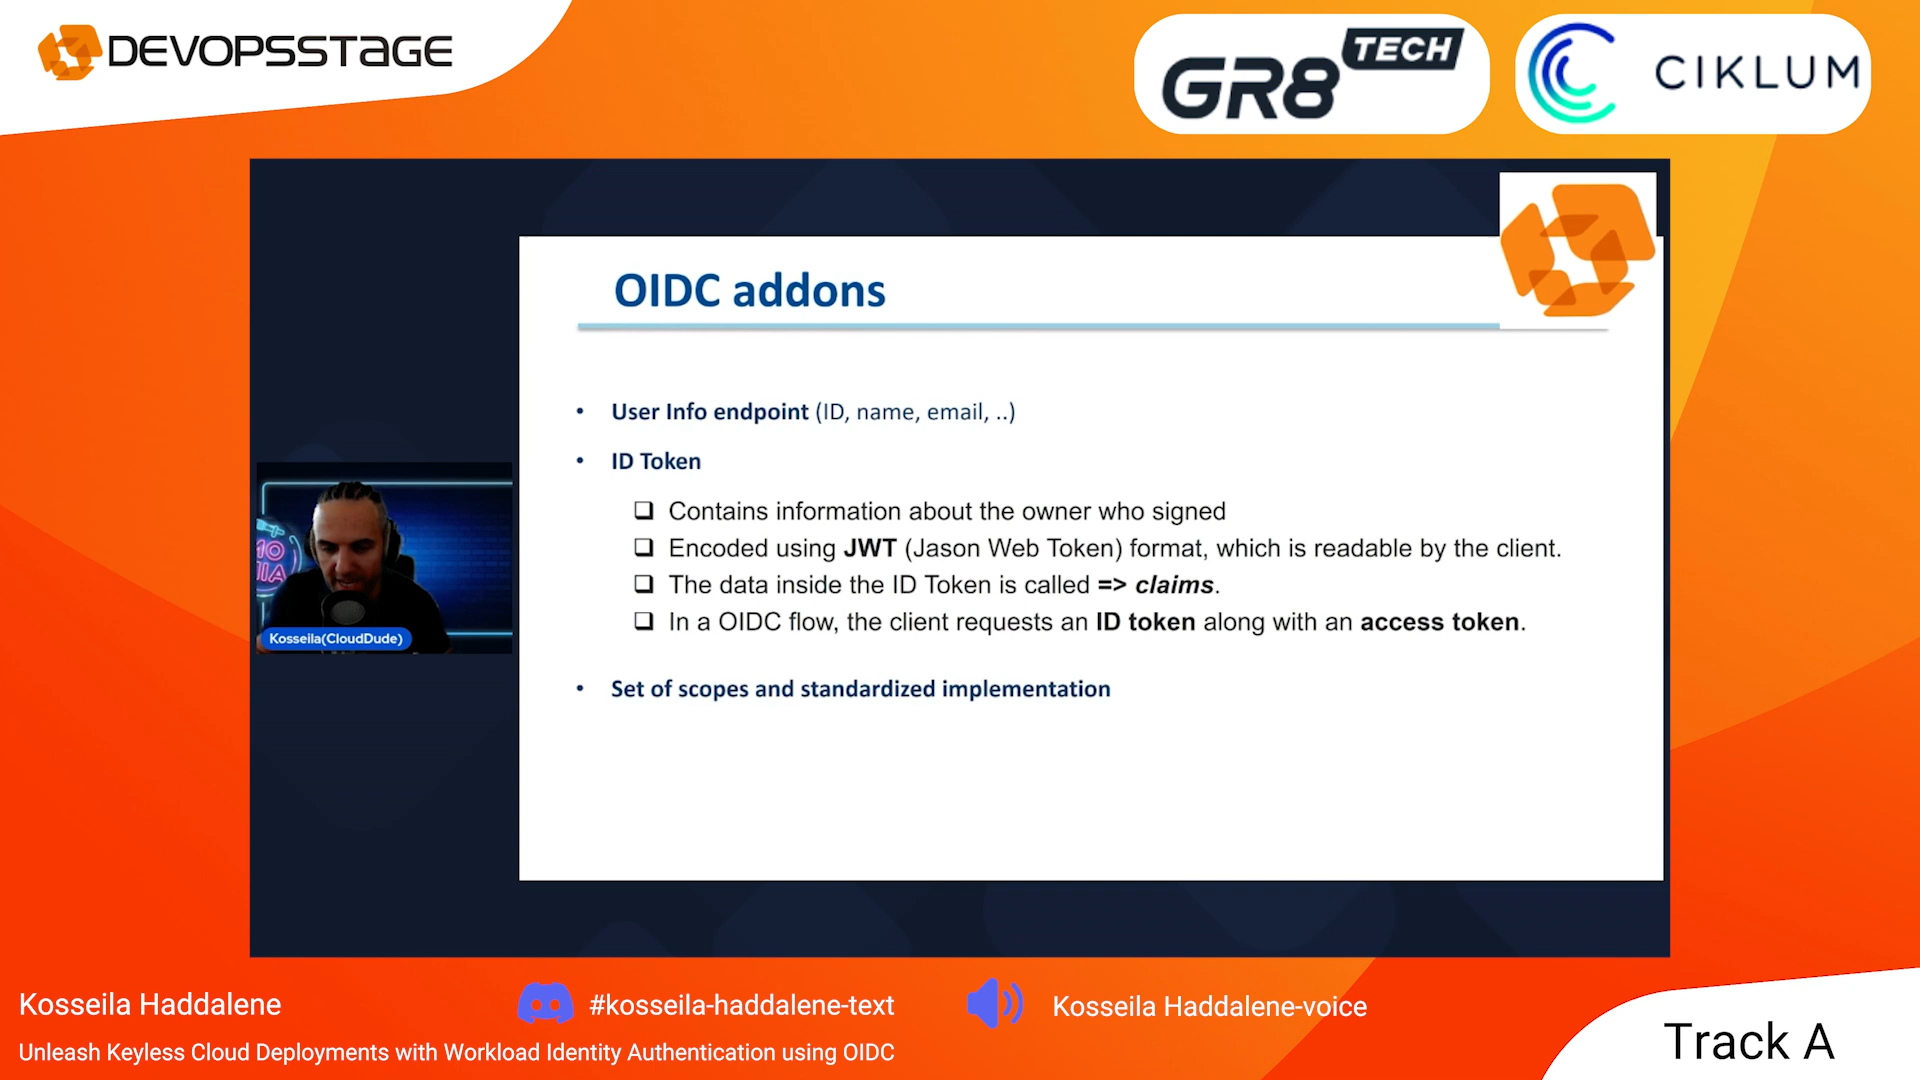 DEVOPSSTAGE
GR8 TECH
CIKLUM
OIDC addons
• User Info endpoint (ID, name, email, ..)
• ID Token
❑ Contains information about the owner who signed
❑ Encoded using JWT (Jason Web Token) format, which is readable by the client.
❑ The data inside the ID Token is called => claims.
❑ In a OIDC flow, the client requests an ID token along with an access token.
• Set of scopes and standardized implementation
Kosseila(CloudDude)
Kosseila Haddalene
#kosseila-haddalene-text
Kosseila Haddalene-voice
Unleash Keyless Cloud Deployments with Workload Identity Authentication using OIDC
Track A